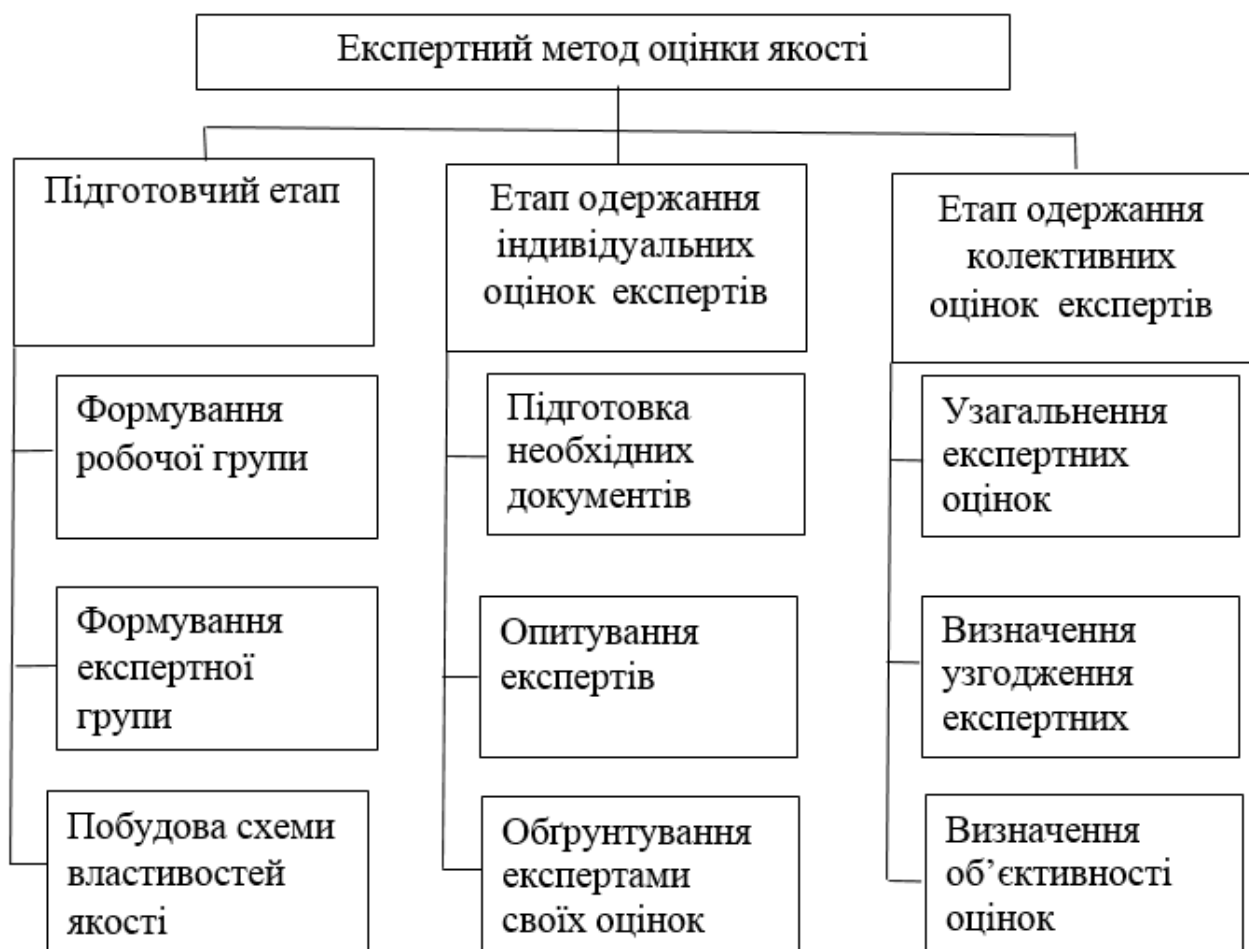 Експертний метод оцінки якості
Підготовчий етап
Етап одержання
індивідуальних
оцінок експертів
Етап одержання
колективних
оцінок експертів
Формування
робочої групи
Підготовка
необхідних
документів
Узагальнення
експертних
оцінок
Формування
експертної
групи
Опитування
експертів
Визначення
узгодження
експертних
Побудова схеми
властивостей
якості
Обґрунтування
експертами
своїх оцінок
Визначення
об’єктивності
оцінок